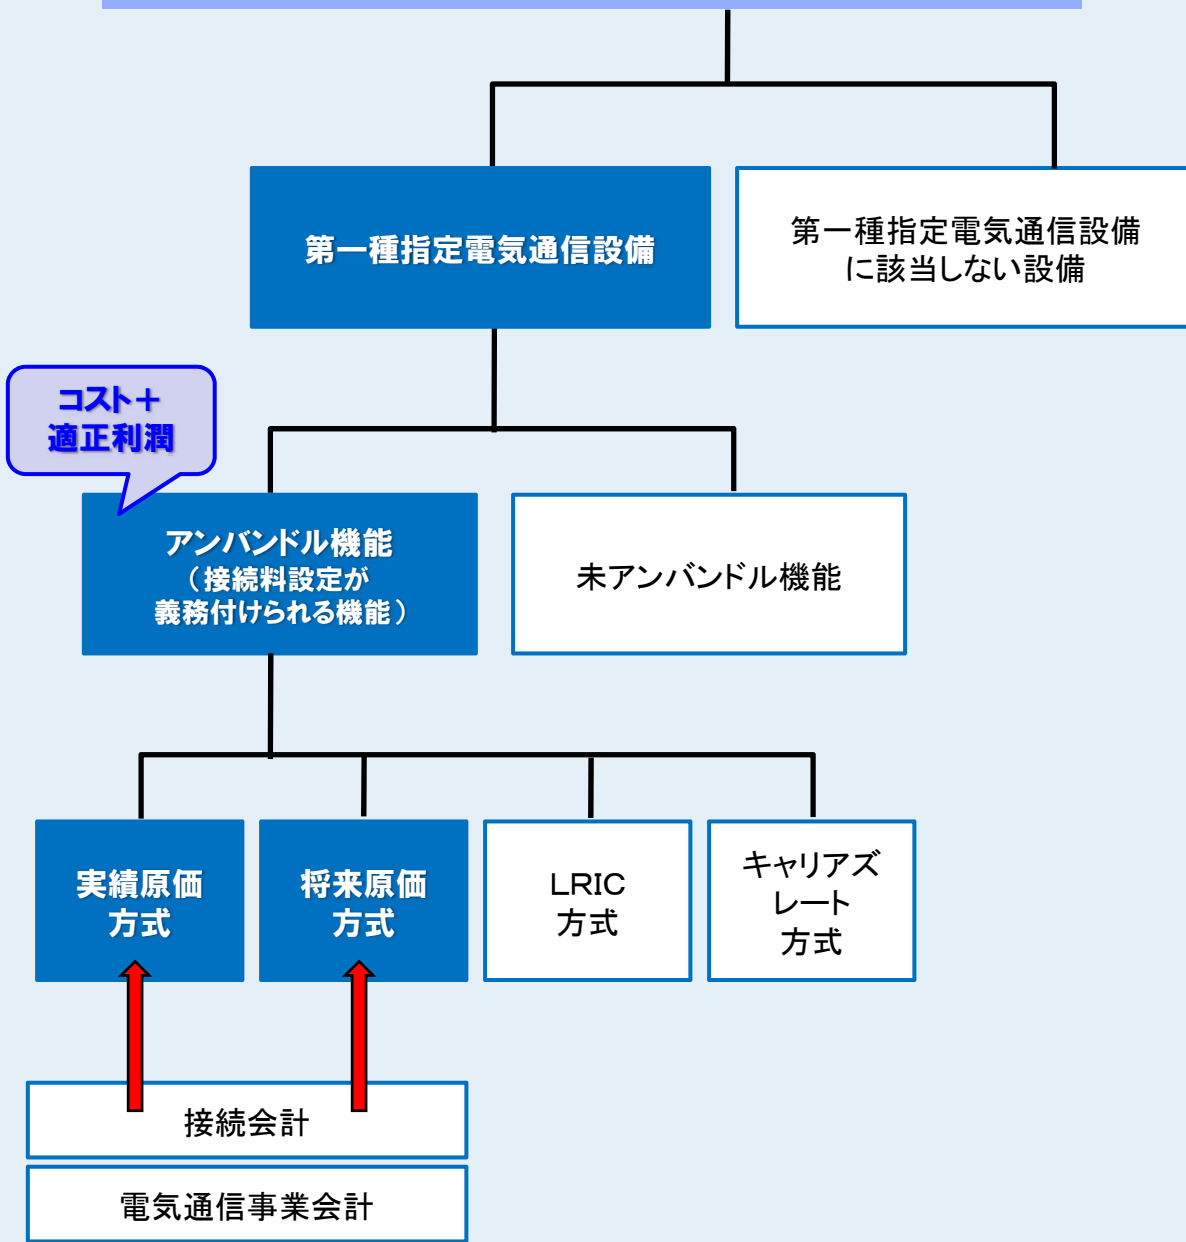 第一種指定電気通信設備
第一種指定電気通信設備
に該当しない設備
コスト＋
適正利潤
アンバンドル機能
（接続料設定が
義務付けられる機能）
未アンバンドル機能
実績原価
方式
将来原価
方式
ＬＲＩＣ
方式
キャリアズ
レート
方式
接続会計
電気通信事業会計